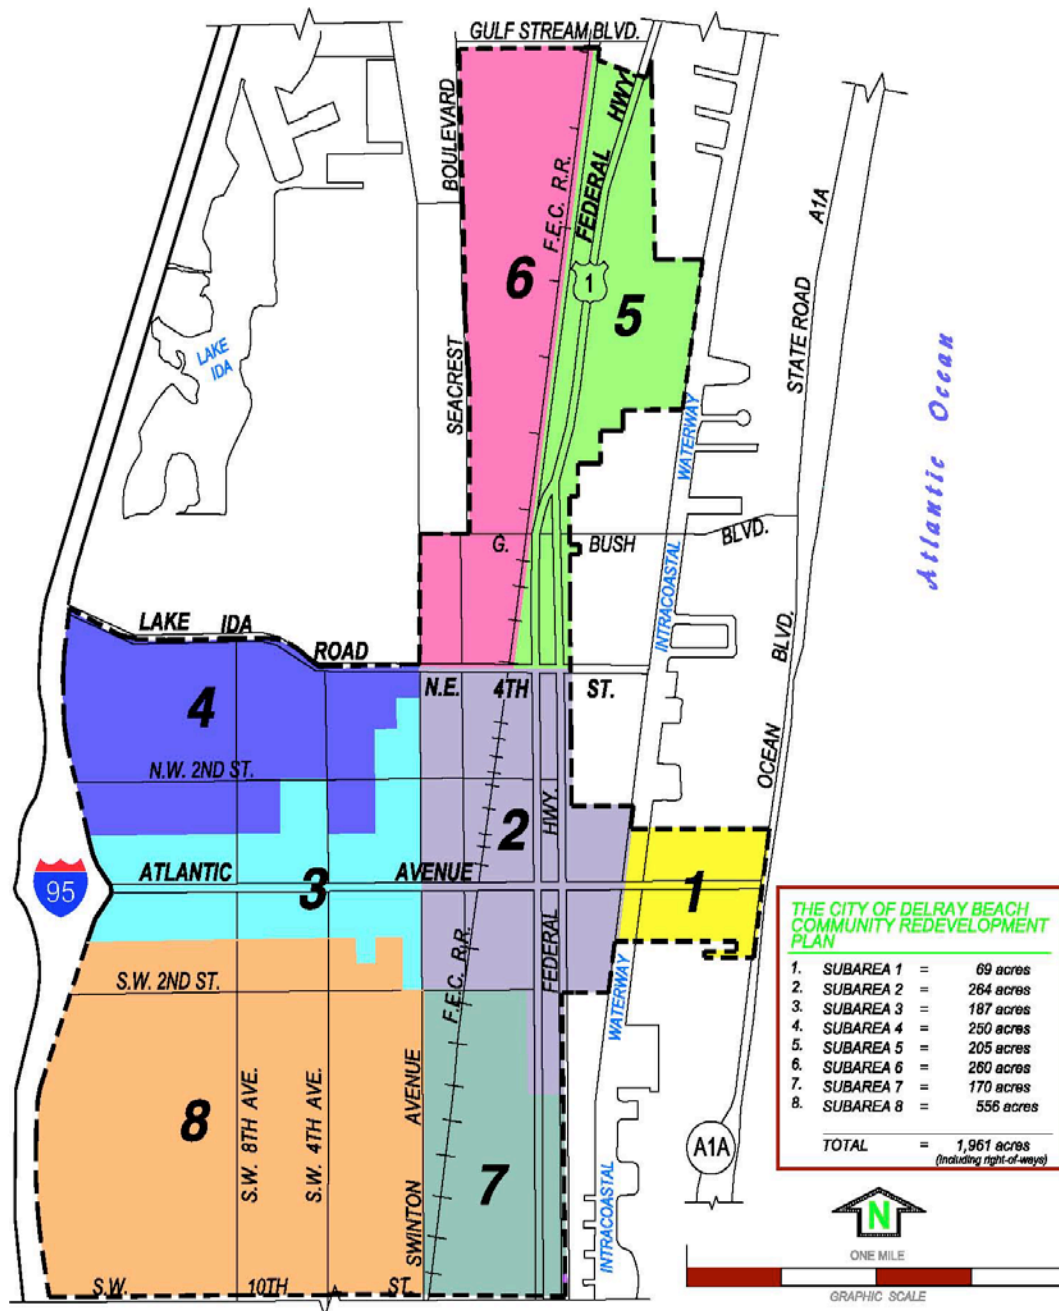 GULF STREAM BLVD.
BOULEVARD
F.E.C. R.R.
FEDERAL HWY.
1
6
5
A1A
STATE ROAD
LAKE
IDA
SEACREST
WATERWAY
Atlantic Ocean
G. BUSH BLVD.
INTRACOASTAL
LAKE IDA ROAD
N.E. 4TH ST.
BLVD.
OCEAN
4
N.W. 2ND ST.
HWY.
2
ATLANTIC AVENUE
95
3
1
FEDERAL
F.E.C. R.R.
S.W. 2ND ST.
WATERWAY
AVENUE
SWINTON
8
S.W. 8TH AVE.
S.W. 4TH AVE.
7
INTRACOASTAL
S.W. 10TH ST.
A1A
THE CITY OF DELRAY BEACH
COMMUNITY REDEVELOPMENT
PLAN
1. SUBAREA 1 = 69 acres
2. SUBAREA 2 = 264 acres
3. SUBAREA 3 = 187 acres
4. SUBAREA 4 = 250 acres
5. SUBAREA 5 = 205 acres
6. SUBAREA 6 = 260 acres
7. SUBAREA 7 = 170 acres
8. SUBAREA 8 = 556 acres
TOTAL = 1,961 acres
(including right-of-ways)
N
ONE MILE
GRAPHIC SCALE